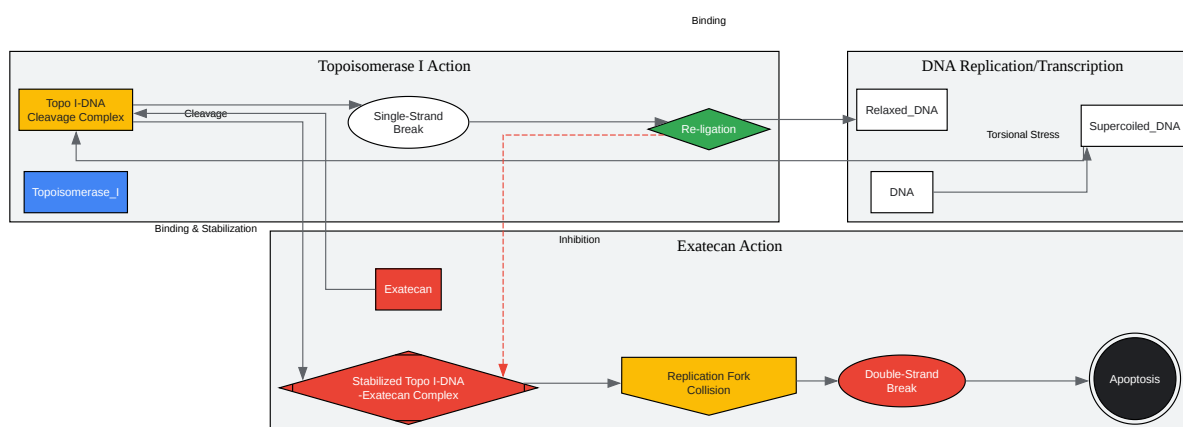 Binding
Topoisomerase I Action
DNA Replication/Transcription
Topo I-DNA
Cleavage Complex
Cleavage
Single-Strand
Break
Re-ligation
Relaxed_DNA
Torsional Stress
Supercoiled_DNA
Topoisomerase_I
DNA
Binding & Stabilization
Inhibition
Exatecan Action
Exatecan
Stabilized Topo I-DNA
-Exatecan Complex
Replication Fork
Collision
Double-Strand
Break
Apoptosis